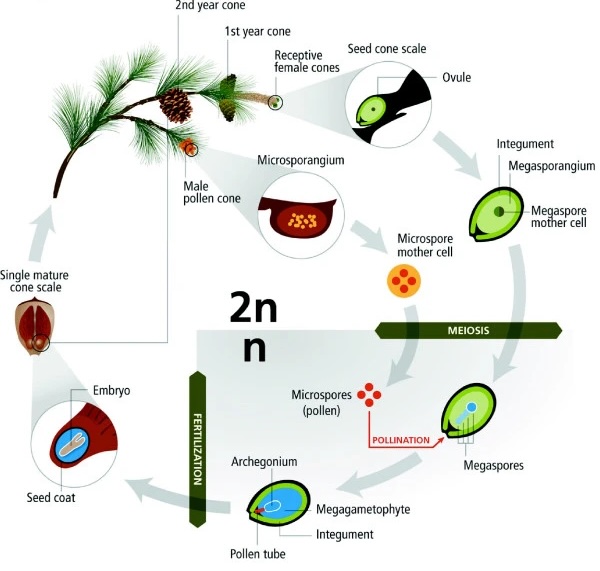 2nd year cone
1st year cone
Receptive
female cones
Seed cone scale
Ovule
Integument
Megasporangium
Megaspore
mother cell
Microsporangium
Male
pollen cone
Microspore
mother cell
Single mature
cone scale
2n
n
MEIOSIS
Embryo
FERTILIZATION
Microspores
(pollen)
POLLINATION
Megaspores
Seed coat
Archegonium
Megagametophyte
Integument
Pollen tube